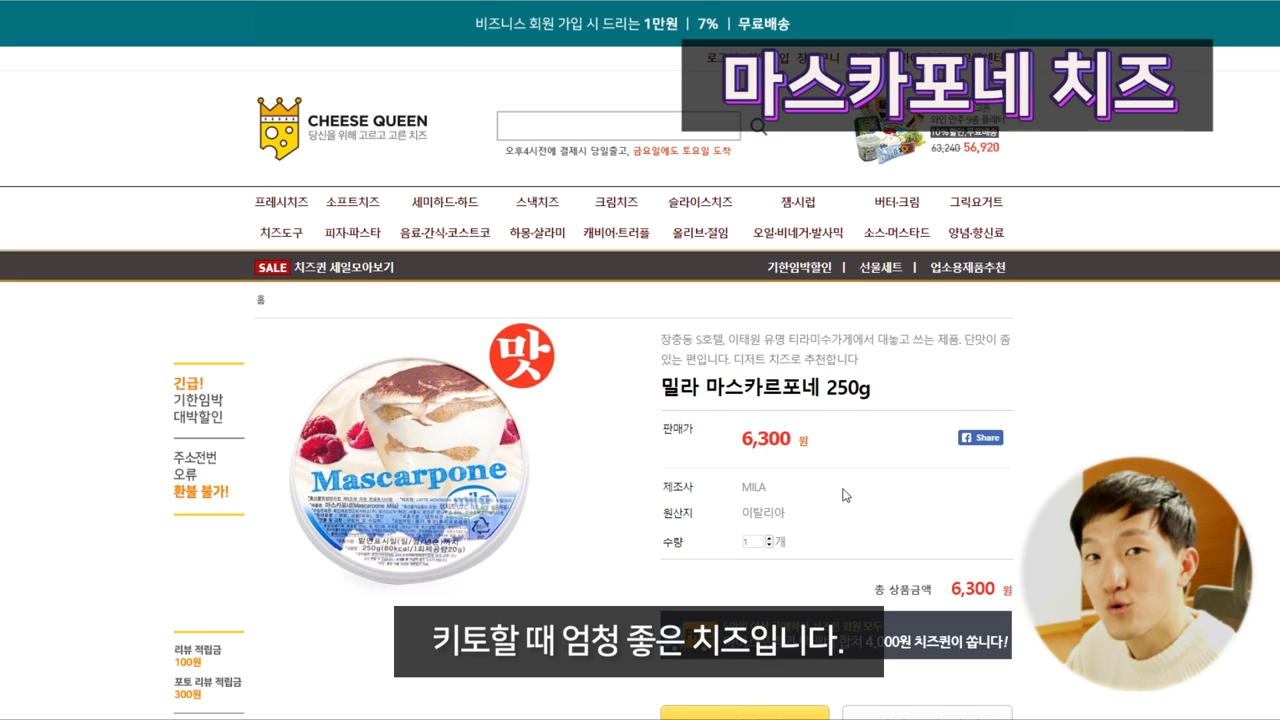 비즈니스 회원 가입 시 드리는 1만원 | 7% | 무료배송
마스카포네 치즈
CHEESE QUEEN
당신을 위해 고르고 고른 치즈
오후4시전에 결제시 당일출고, 금요일에도 토요일 도착
와인 안주 9종 플래터
10%할인,무료배송
63,240 56,920
프레시치즈 소프트치즈 세미하드·하드 스낵치즈 크림치즈 슬라이스치즈 잼·시럽 버터·크림 그릭요거트
치즈도구 피자·파스타 음료·간식·코스트코 하몽·살라미 캐비어·트러플 올리브·절임 오일·비네거·발사믹 소스·머스타드 양념·향신료
SALE 치즈퀸 세일모아보기
기한임박할인 | 선물세트 | 업소용제품추천
홈
긴급!
기한임박
대박할인
주소전번
오류
환불 불가!
리뷰 적립금
100원
포토 리뷰 적립금
300원
맛
Mascarpone
250g(80kcal/1회제공량20g)
장충동 S호텔, 이태원 유명 티라미수가게에서 대놓고 쓰는 제품. 단맛이 좀
있는 편입니다. 디저트 치즈로 추천합니다
밀라 마스카르포네 250g
판매가 6,300 원
Share
제조사 MILA
원산지 이탈리아
수량 1 개
총 상품금액 6,300 원
4,000원 치즈퀸이 쏩니다!
키토할 때 엄청 좋은 치즈입니다.